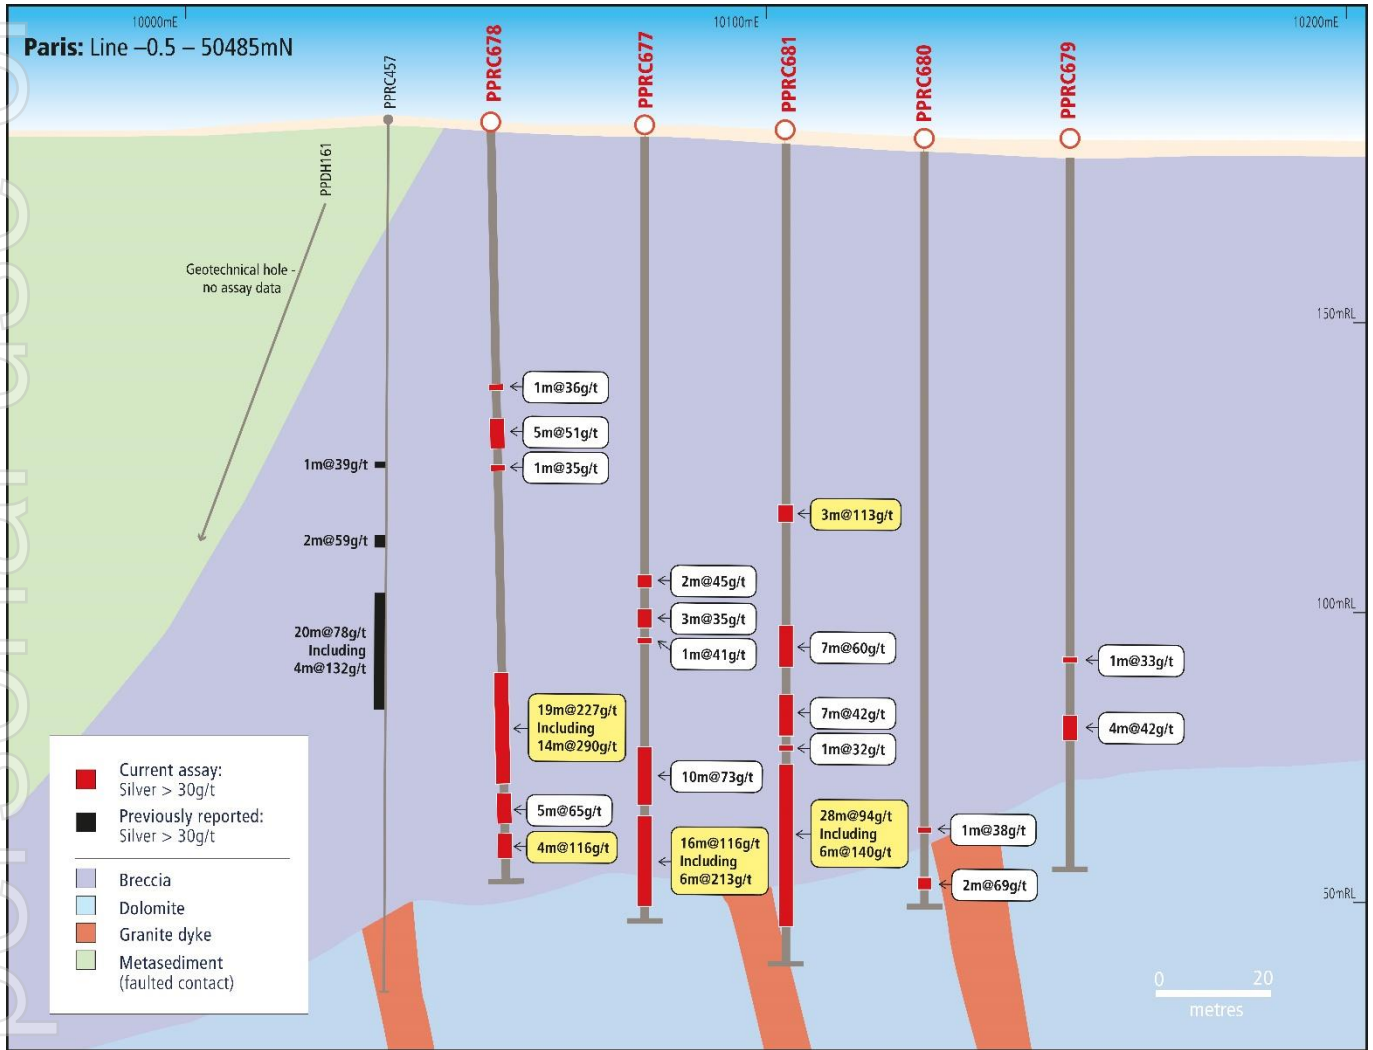 10000mE
10100mE
10200mE
Paris: Line –0.5 – 50485mN
PPRC457
PPRC678
PPRC677
PPRC681
PPRC680
PPRC679
PPDH161
Geotechnical hole -
no assay data
150mRL
100mRL
50mRL
1m@39g/t
2m@59g/t
20m@78g/t
Including
4m@132g/t
1m@36g/t
5m@51g/t
1m@35g/t
19m@227g/t
Including
14m@290g/t
5m@65g/t
4m@116g/t
2m@45g/t
3m@35g/t
1m@41g/t
10m@73g/t
16m@116g/t
Including
6m@213g/t
3m@113g/t
7m@60g/t
7m@42g/t
1m@32g/t
28m@94g/t
Including
6m@140g/t
1m@38g/t
2m@69g/t
1m@33g/t
4m@42g/t
Current assay:
Silver > 30g/t
Previously reported:
Silver > 30g/t
Breccia
Dolomite
Granite dyke
Metasediment
(faulted contact)
0 20
metres